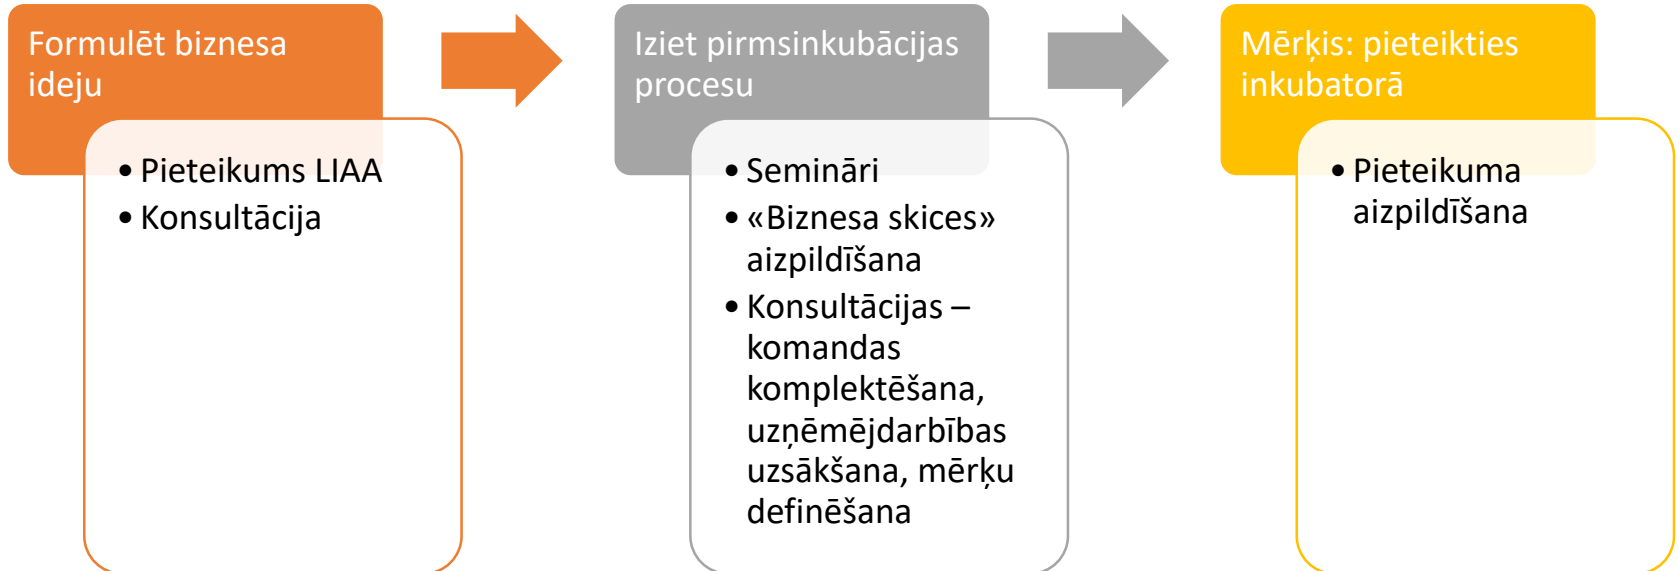 Formulēt biznesa
ideju
• Pieteikums LIAA
• Konsultācija
Iziet pirmsinkubācijas
procesu
• Semināri
• «Biznesa skices»
aizpildīšana
• Konsultācijas –
komandas
komplektēšana,
uzņēmējdarbības
uzsākšana, mērķu
definēšana
Mērķis: pieteikties
inkubatorā
• Pieteikuma
aizpildīšana